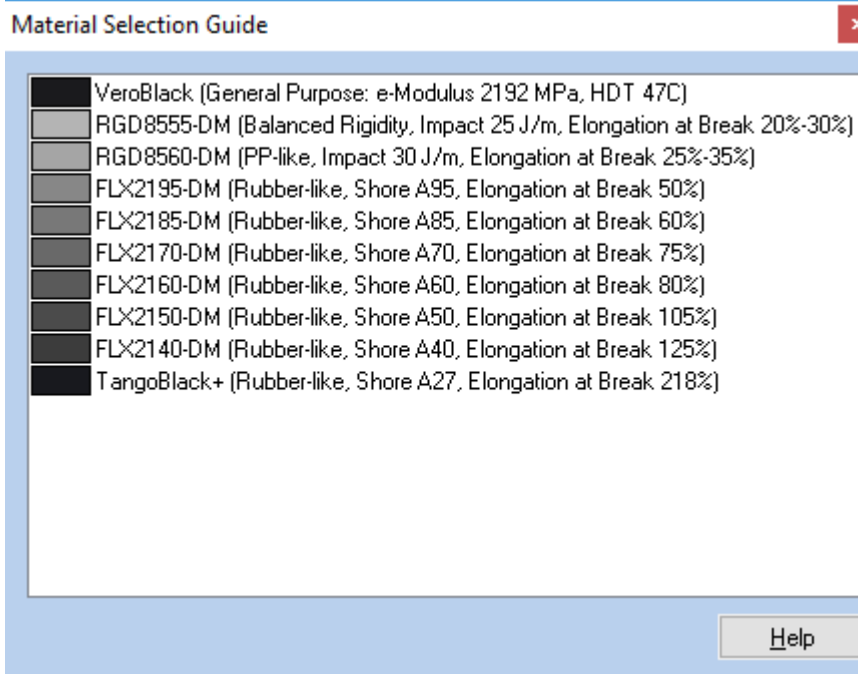 Material Selection Guide
VeroBlack (General Purpose: e-Modulus 2192 MPa, HDT 47C)
RGD8555-DM (Balanced Rigidity, Impact 25 J/m, Elongation at Break 20%-30%)
RGD8560-DM (PP-like, Impact 30 J/m, Elongation at Break 25%-35%)
FLX2195-DM (Rubber-like, Shore A95, Elongation at Break 50%)
FLX2185-DM (Rubber-like, Shore A85, Elongation at Break 60%)
FLX2170-DM (Rubber-like, Shore A70, Elongation at Break 75%)
FLX2160-DM (Rubber-like, Shore A60, Elongation at Break 80%)
FLX2150-DM (Rubber-like, Shore A50, Elongation at Break 105%)
FLX2140-DM (Rubber-like, Shore A40, Elongation at Break 125%)
TangoBlack+ (Rubber-like, Shore A27, Elongation at Break 218%)
Help